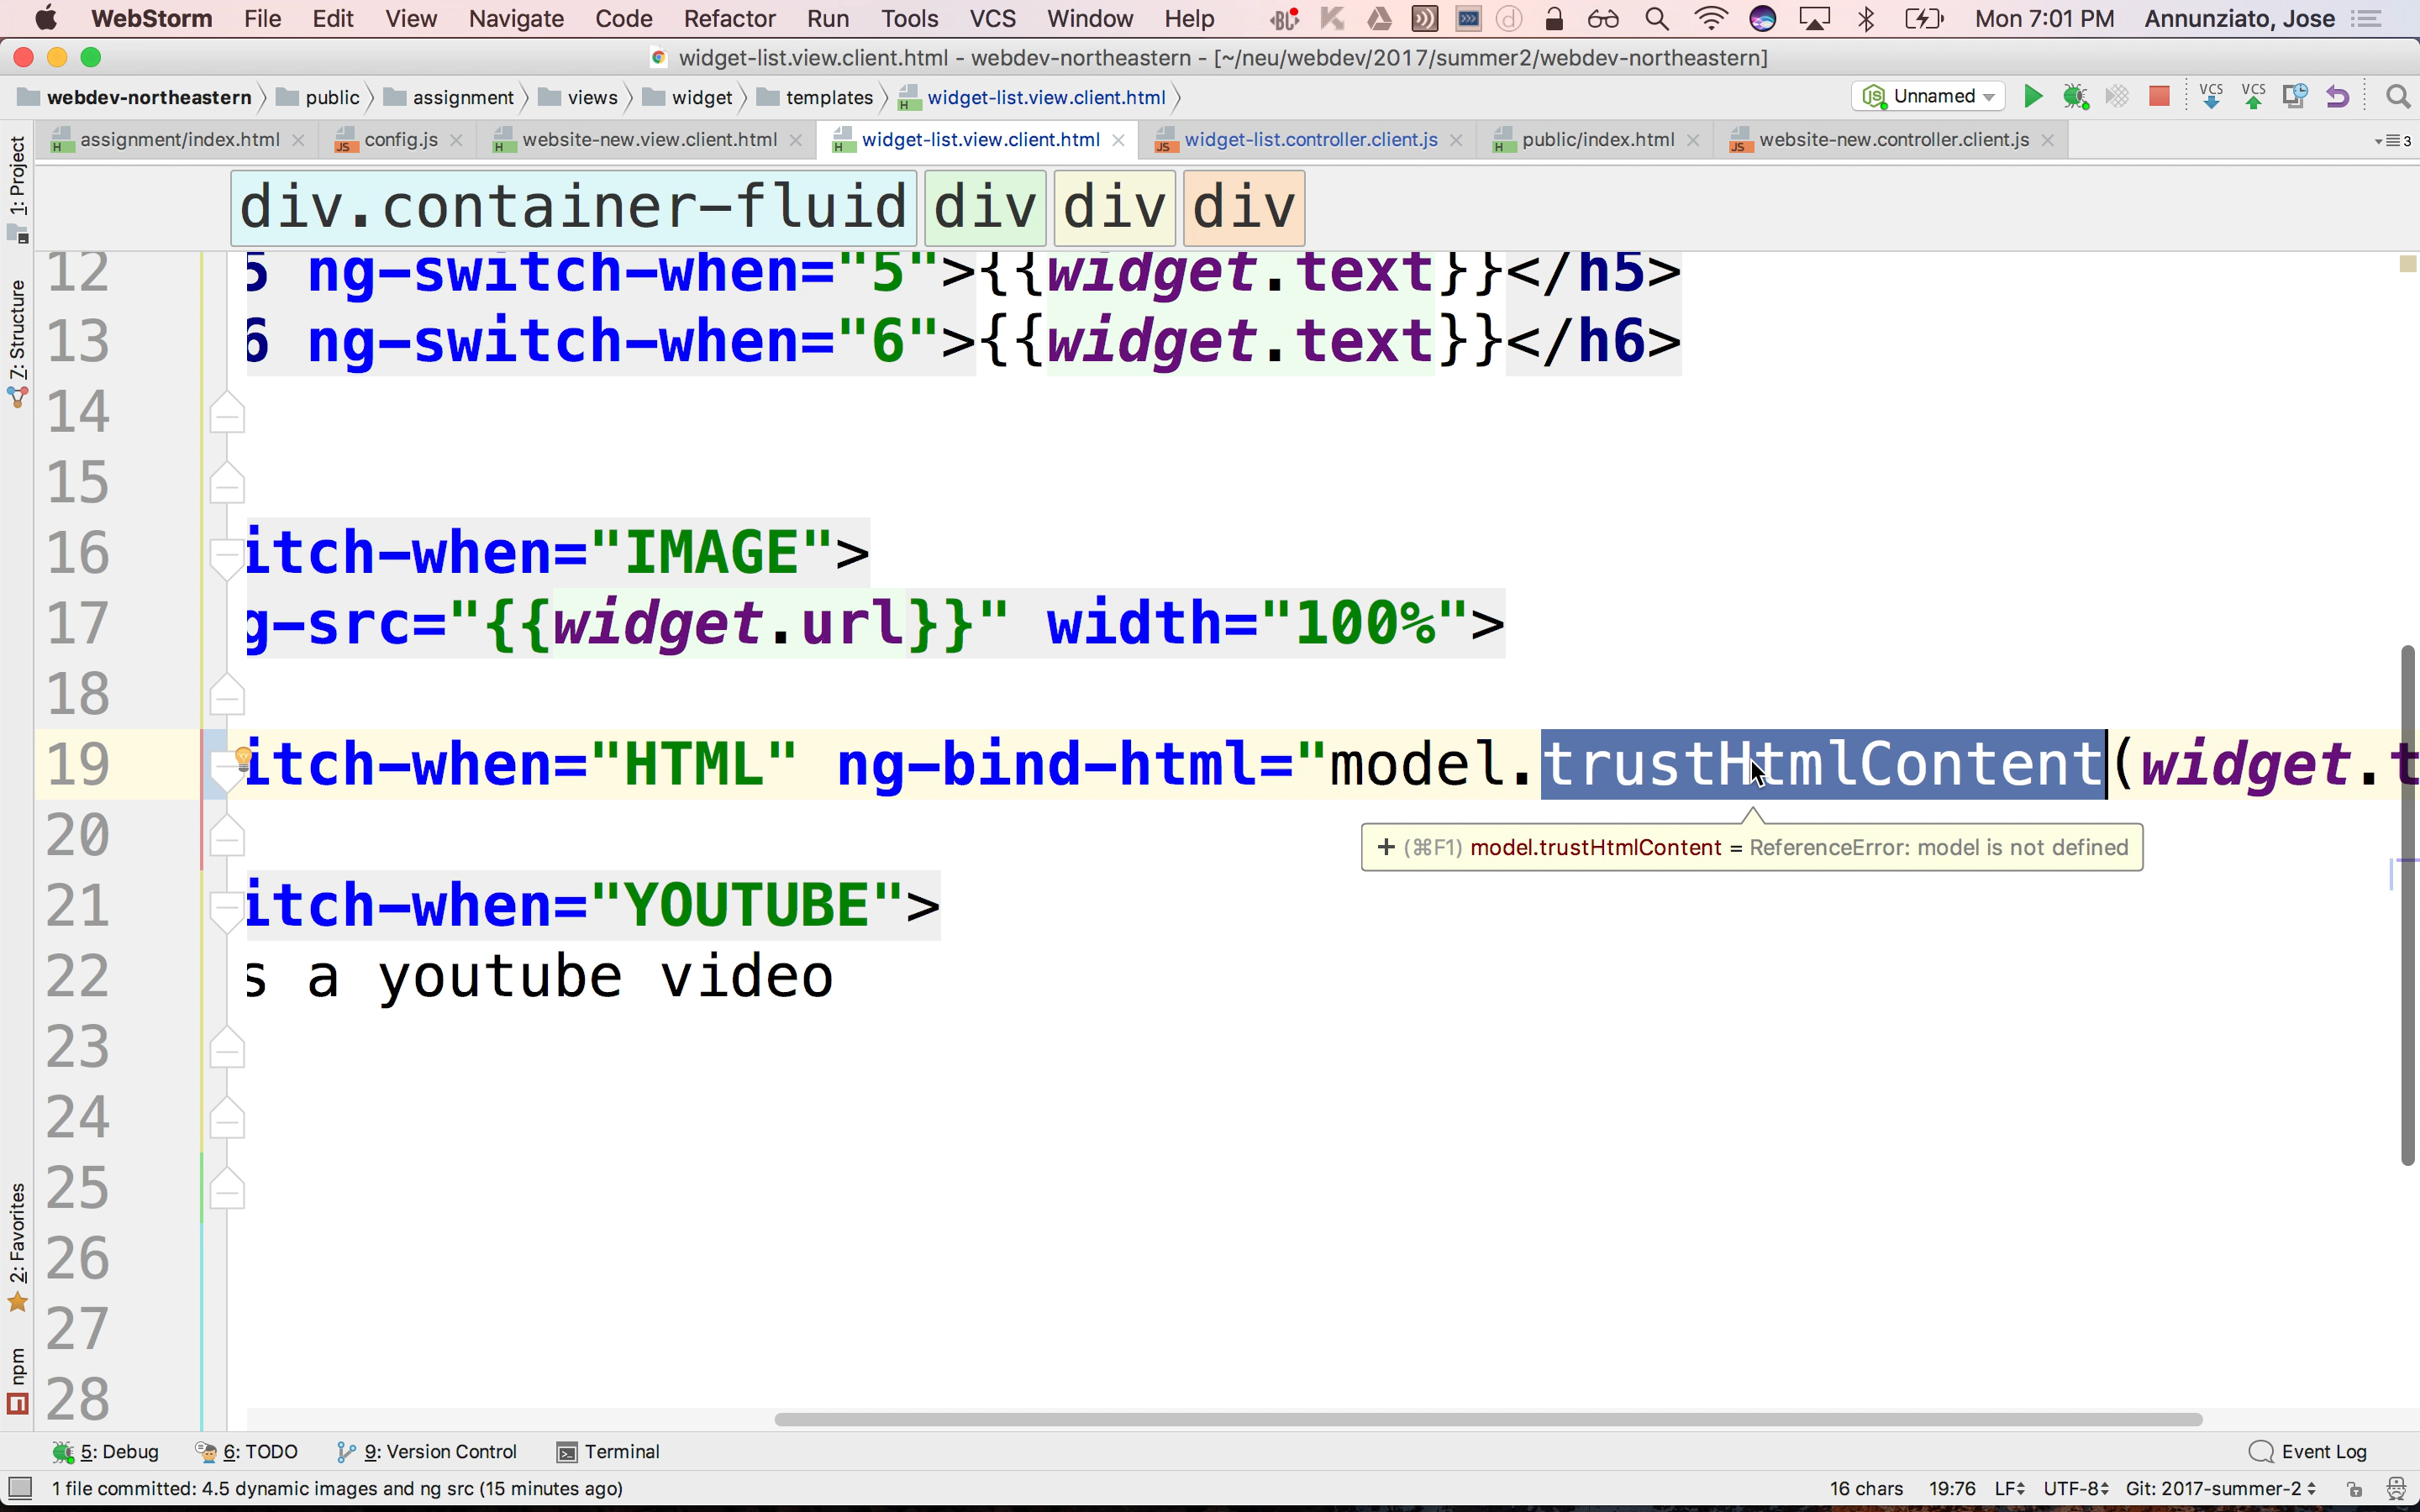 WebStorm File Edit View Navigate Code Refactor Run Tools VCS Window Help Mon 7:01 PM Annunziato, Jose
widget-list.view.client.html - webdev-northeastern - [~/neu/webdev/2017/summer2/webdev-northeastern]
webdev-northeastern public assignment views widget templates widget-list.view.client.html Unnamed VCS VCS
assignment/index.html config.js website-new.view.client.html widget-list.view.client.html widget-list.controller.client.js public/index.html website-new.controller.client.js 3
div.container-fluid div div div
12 5 ng-switch-when="5">{{widget.text}}</h5>
13 6 ng-switch-when="6">{{widget.text}}</h6>
14
15
16 itch-when="IMAGE">
17 g-src="{{widget.url}}" width="100%">
18
19 itch-when="HTML" ng-bind-html="model.trustHtmlContent(widget.t
+ (⌘F1) model.trustHtmlContent = ReferenceError: model is not defined
20
21 itch-when="YOUTUBE">
22 s a youtube video
23
24
25
26
27
28
1: Project
7: Structure
2: Favorites
npm
5: Debug 6: TODO 9: Version Control Terminal Event Log
1 file committed: 4.5 dynamic images and ng src (15 minutes ago) 16 chars 19:76 LF UTF-8 Git: 2017-summer-2